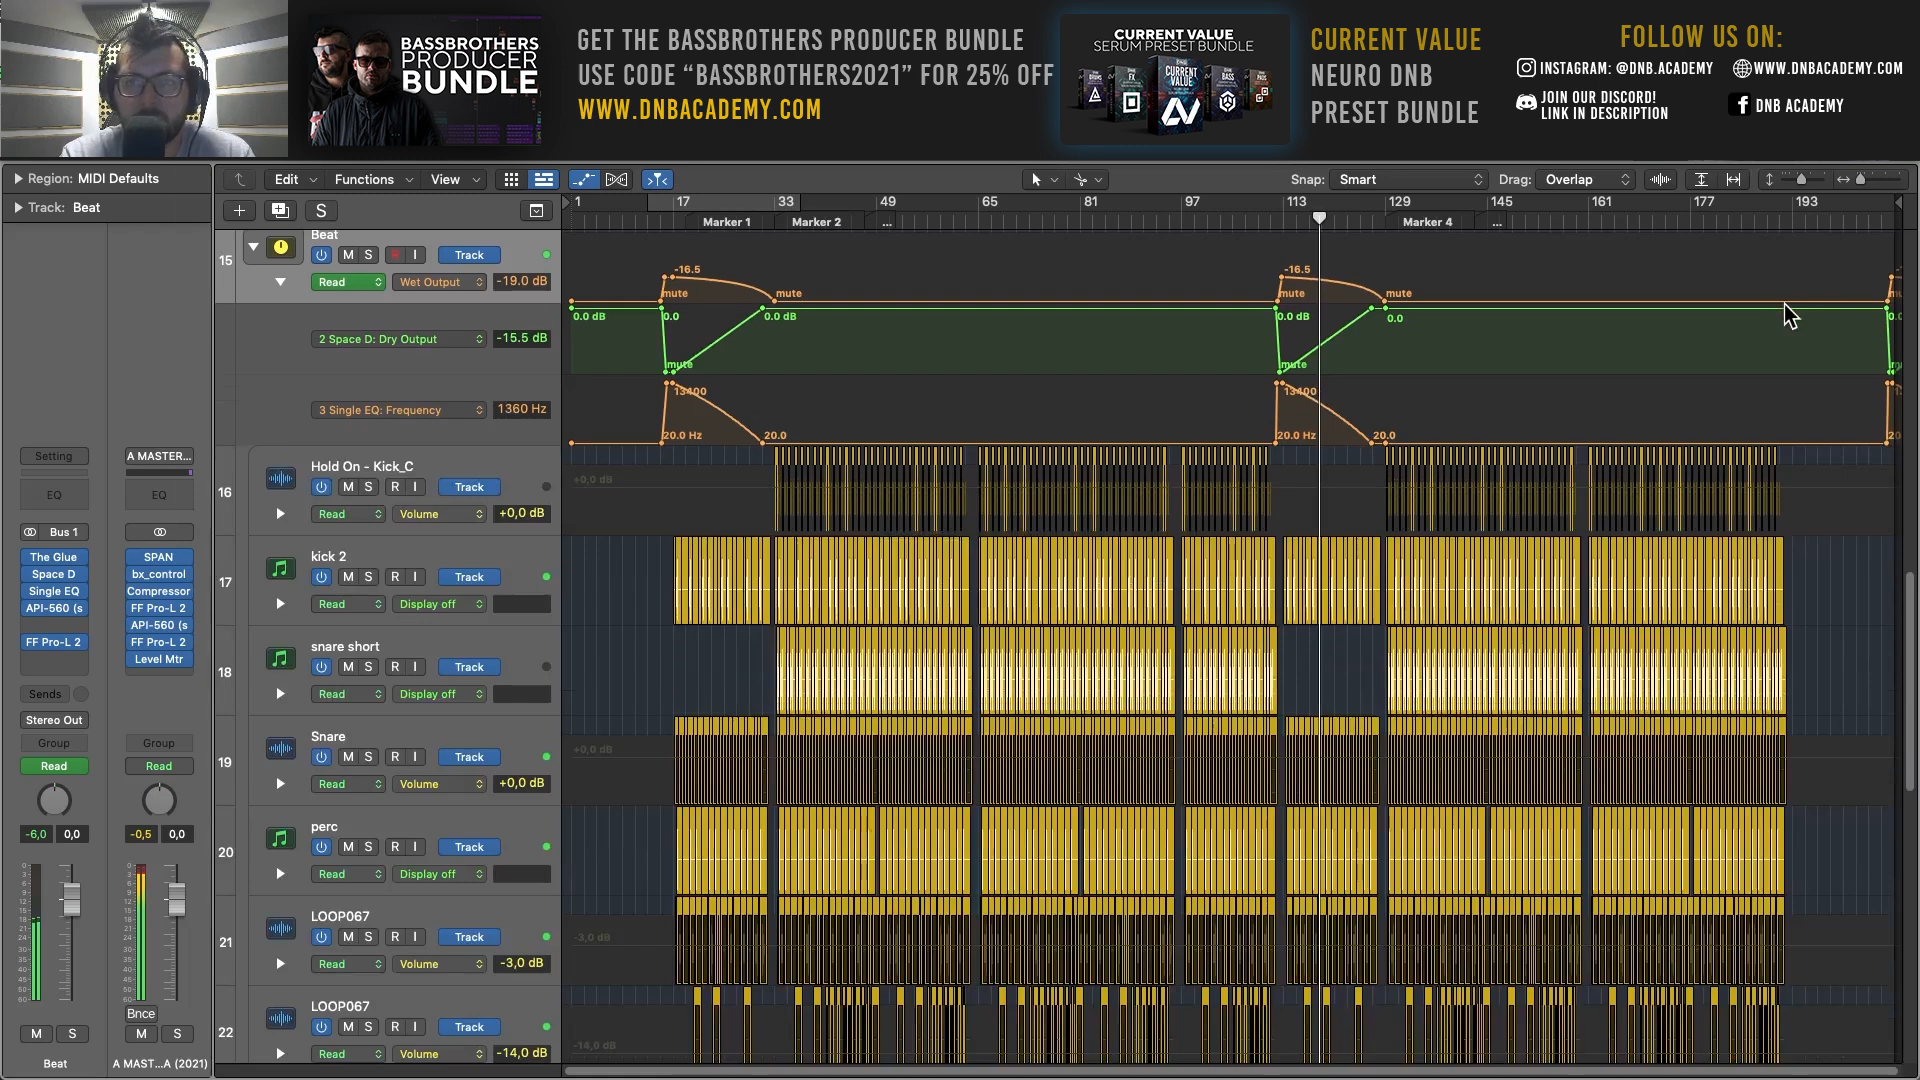 BASSBROTHERS
PRODUCER
BUNDLE
GET THE BASSBROTHERS PRODUCER BUNDLE
USE CODE “BASSBROTHERS2021” FOR 25% OFF
WWW.DNBACADEMY.COM
CURRENT VALUE
SERUM PRESET BUNDLE
CURRENT VALUE
NEURO DNB
PRESET BUNDLE
FOLLOW US ON:
INSTAGRAM: @DNB.ACADEMY
WWW.DNBACADEMY.COM
JOIN OUR DISCORD!
LINK IN DESCRIPTION
DNB ACADEMY
Region: MIDI Defaults
Track: Beat
Edit
Functions
View
Snap: Smart
Drag: Overlap
S
1 17 33 49 65 81 97 113 129 145 161 177 193
Marker 1
Marker 2
...
Marker 4
...
15
Beat
M S I Track
Read Wet Output -19.0 dB
2 Space D: Dry Output -15.5 dB
3 Single EQ: Frequency 1360 Hz
-16.5
mute
mute
-16.5
mute
mute
0.0 dB
0.0
0.0 dB
0.0 dB
0.0
mute
mute
13400
20.0 Hz
20.0
13400
20.0 Hz
20.0
16
Hold On - Kick_C
M S R I Track
Read Volume +0,0 dB
+0,0 dB
17
kick 2
M S R I Track
Read Display off
18
snare short
M S R I Track
Read Display off
19
Snare
M S R I Track
Read Volume +0,0 dB
+0,0 dB
20
perc
M S R I Track
Read Display off
21
LOOP067
M S R I Track
Read Volume -3,0 dB
-3,0 dB
22
LOOP067
M S R I Track
Read Volume -14,0 dB
-14,0 dB
Setting
EQ
Bus 1
The Glue
Space D
Single EQ
API-560 (s
FF Pro-L 2
Sends
Stereo Out
Group
Read
-6,0 0,0
M S
Beat
A MASTER...
EQ
SPAN
bx_control
Compressor
FF Pro-L 2
API-560 (s
FF Pro-L 2
Level Mtr
Group
Read
-0,5 0,0
Bnce
M S
A MAST...A (2021)